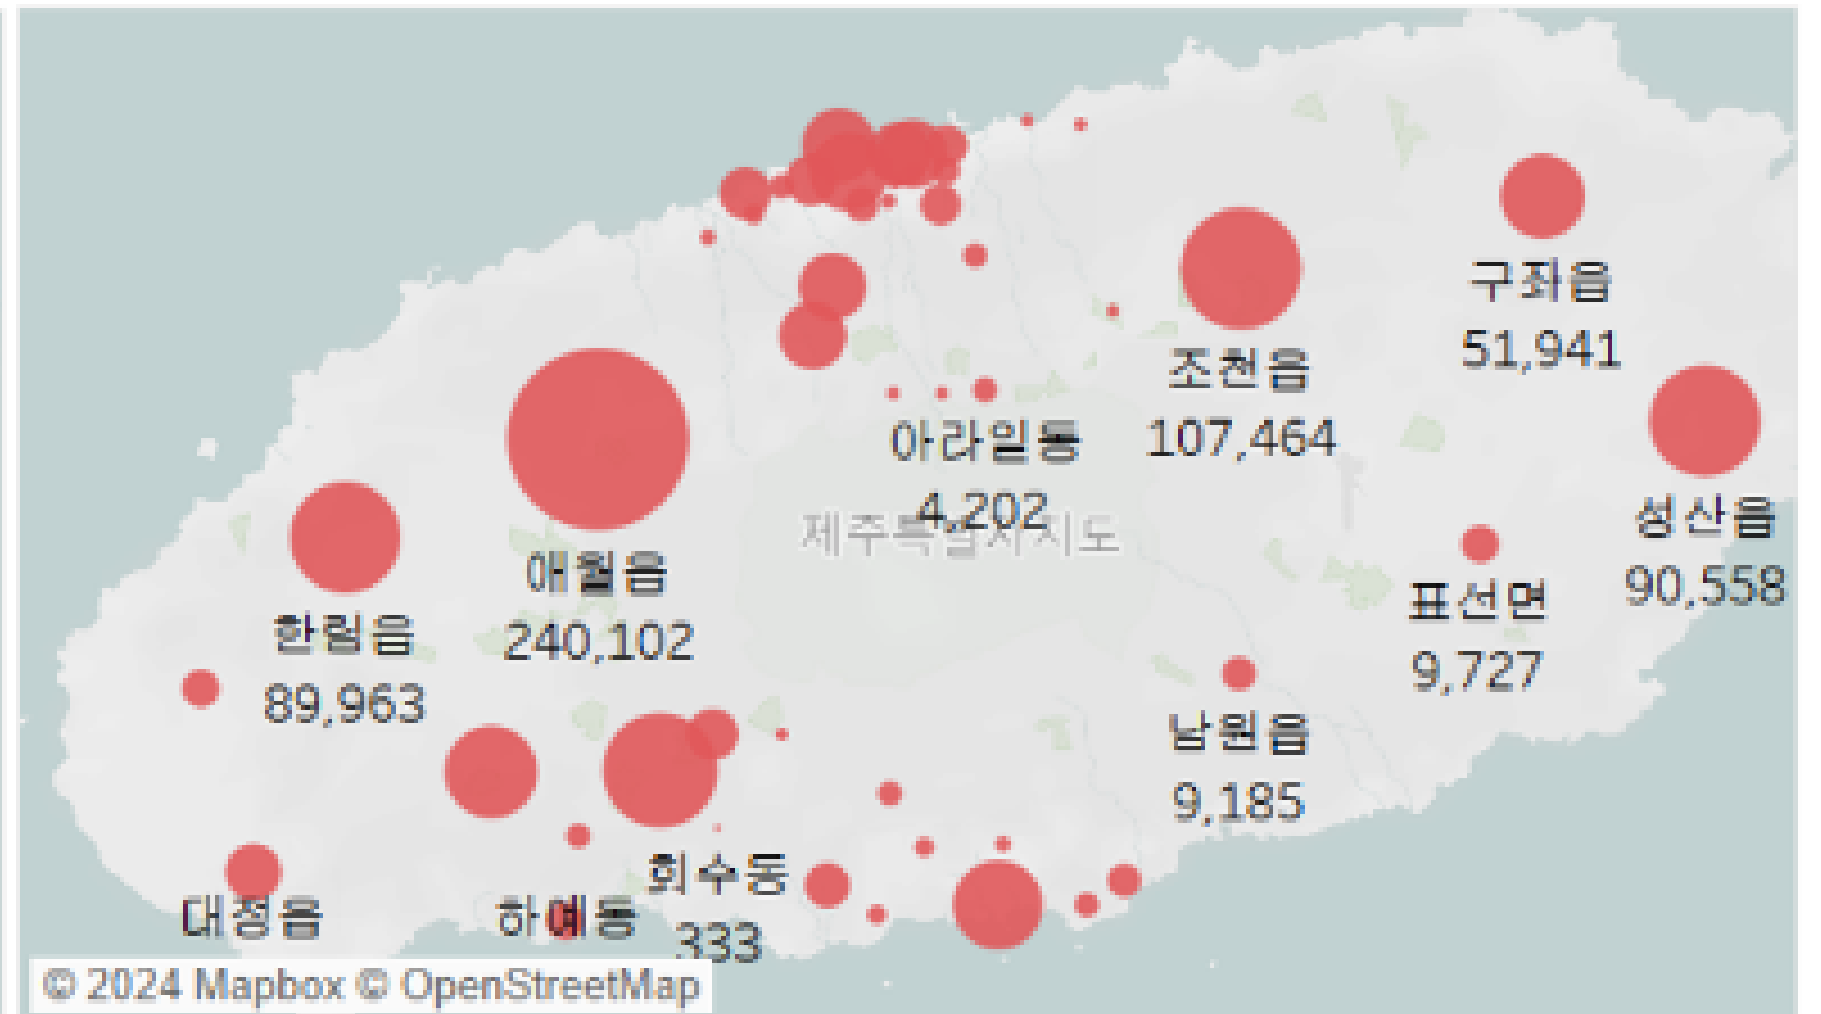 구좌읍
51,941
조천읍
107,464
아라일동
4,202
제주특별자치도
성산읍
90,558
애월읍
240,102
한림읍
89,963
표선면
9,727
남원읍
9,185
회수동
333
대정읍
하예동
© 2024 Mapbox © OpenStreetMap